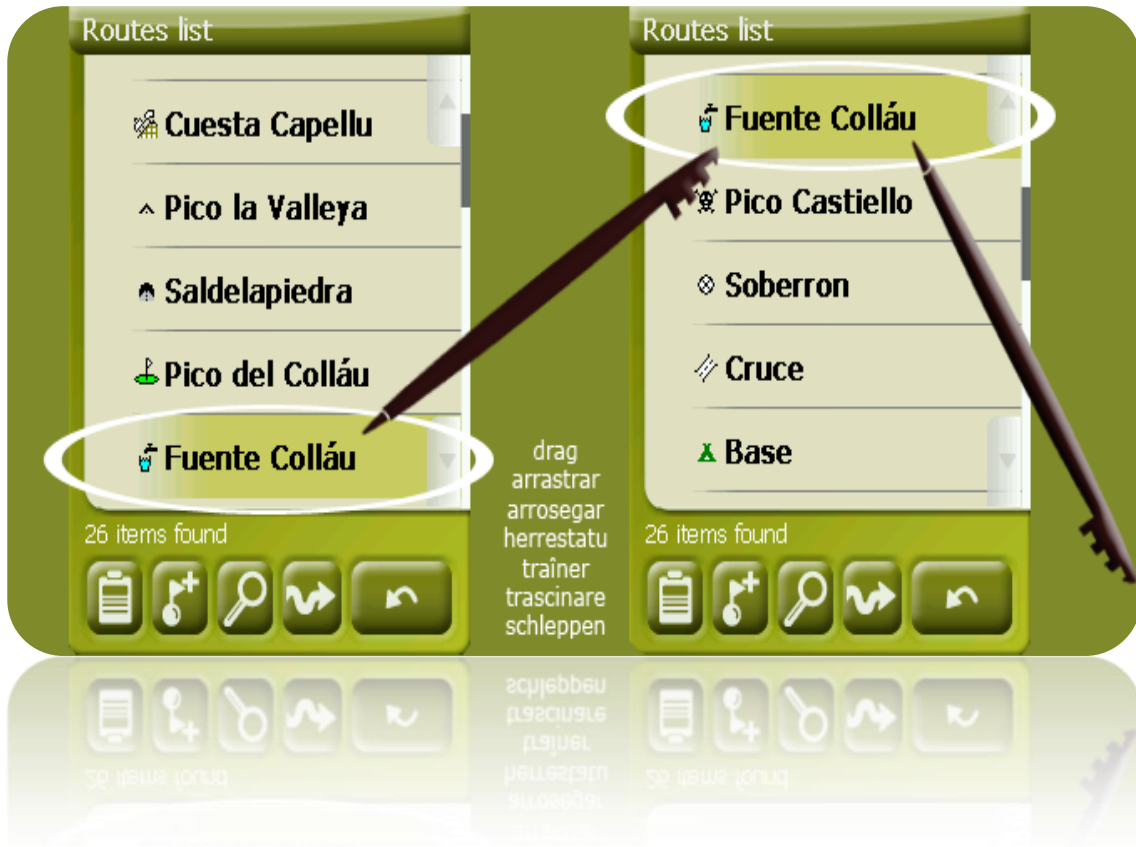 Routes list
Cuesta Capellu
Pico la Valleya
Saldelapiedra
Pico del Colláu
Fuente Colláu
26 items found
drag
arrastrar
arrosegar
herrestatu
traîner
trascinare
schleppen
Routes list
Fuente Colláu
Pico Castiello
Soberron
Cruce
Base
26 items found